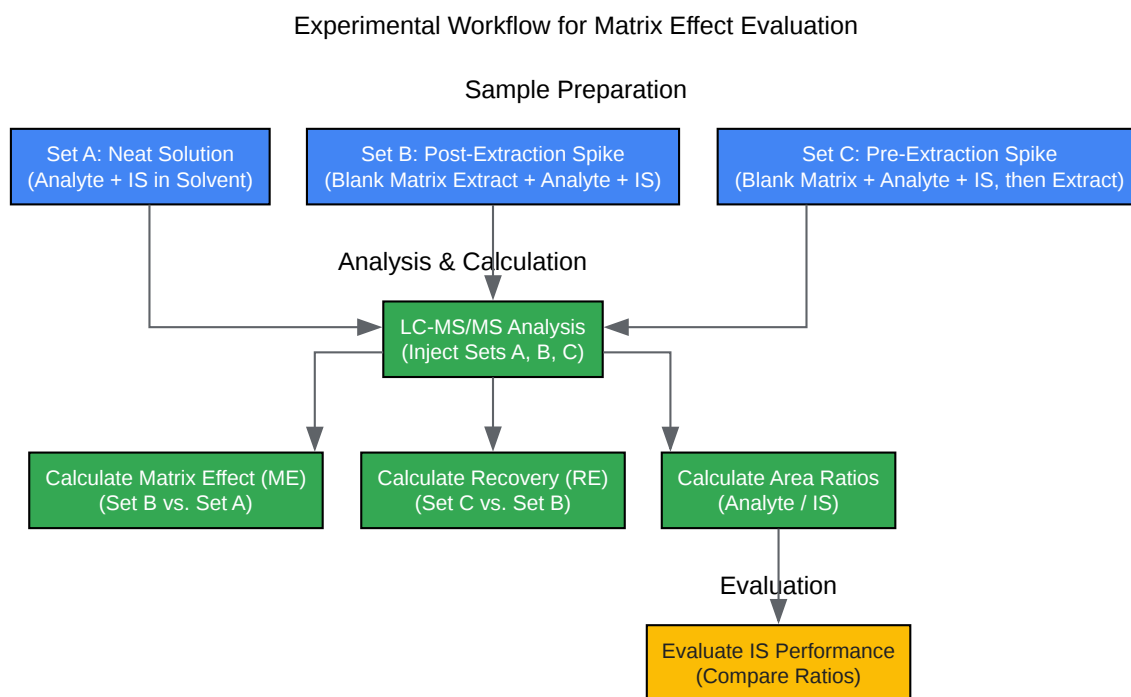 Experimental Workflow for Matrix Effect Evaluation
Sample Preparation
Set A: Neat Solution
(Analyte + IS in Solvent)
Set B: Post-Extraction Spike
(Blank Matrix Extract + Analyte + IS)
Set C: Pre-Extraction Spike
(Blank Matrix + Analyte + IS, then Extract)
Analysis & Calculation
LC-MS/MS Analysis
(Inject Sets A, B, C)
Calculate Matrix Effect (ME)
(Set B vs. Set A)
Calculate Recovery (RE)
(Set C vs. Set B)
Calculate Area Ratios
(Analyte / IS)
Evaluation
Evaluate IS Performance
(Compare Ratios)